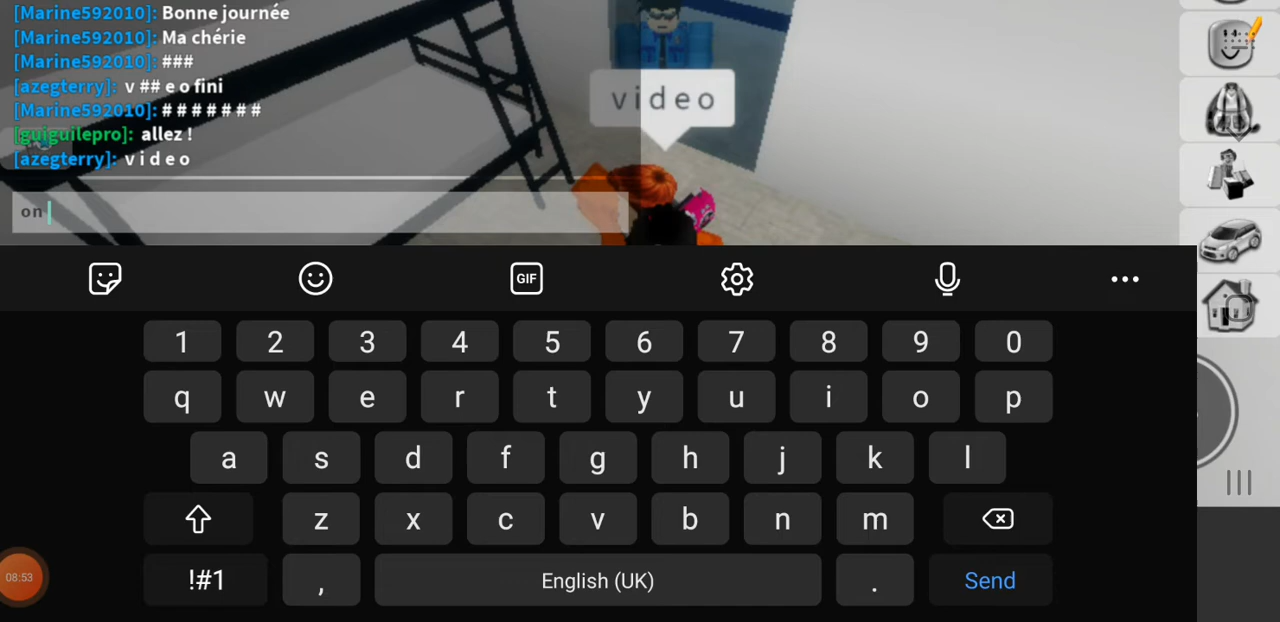 [Marine592010]: Bonne journée
[Marine592010]: Ma chérie
[Marine592010]: ###
[azegterry]: v ## e o fini
[Marine592010]: # # # # # # #
[guiguilepro]: allez !
[azegterry]: v i d e o
v i d e o
on
GIF
1 2 3 4 5 6 7 8 9 0
q w e r t y u i o p
a s d f g h j k l
z x c v b n m
!#1 , English (UK) . Send
08:53